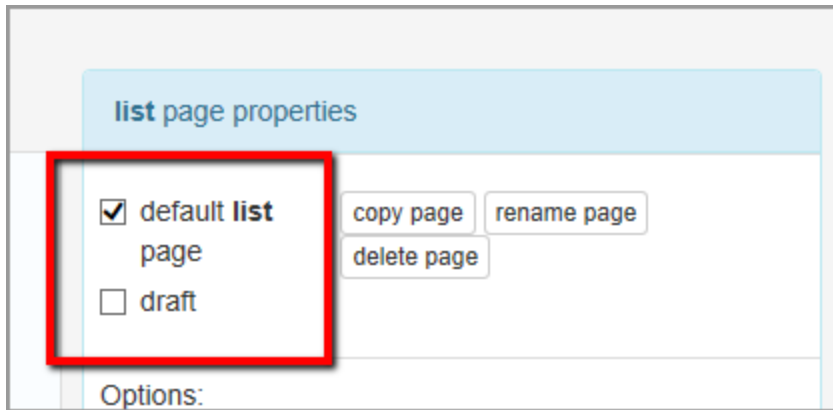 list page properties
default list
page
draft
copy page
rename page
delete page
Options: